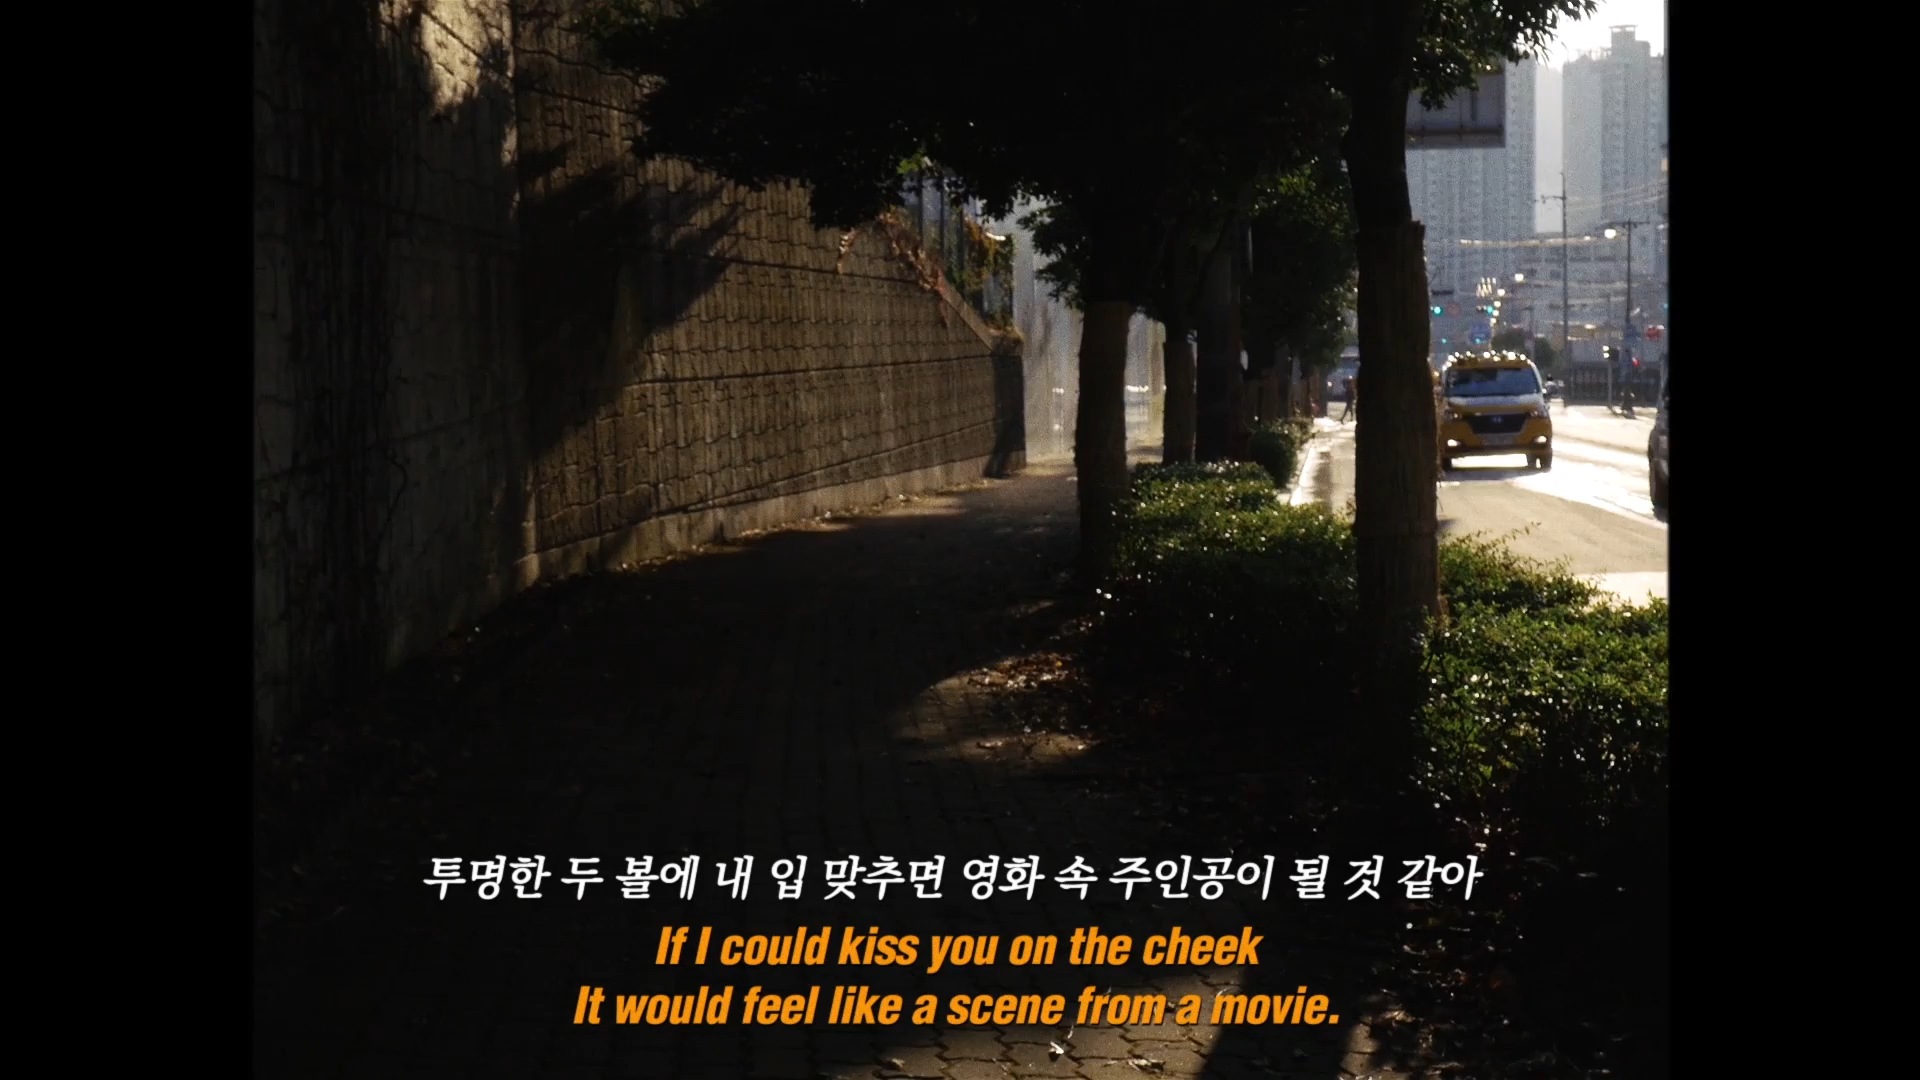 투명한 두 볼에 내 입 맞추면 영화 속 주인공이 될 것 같아
If I could kiss you on the cheek
It would feel like a scene from a movie.